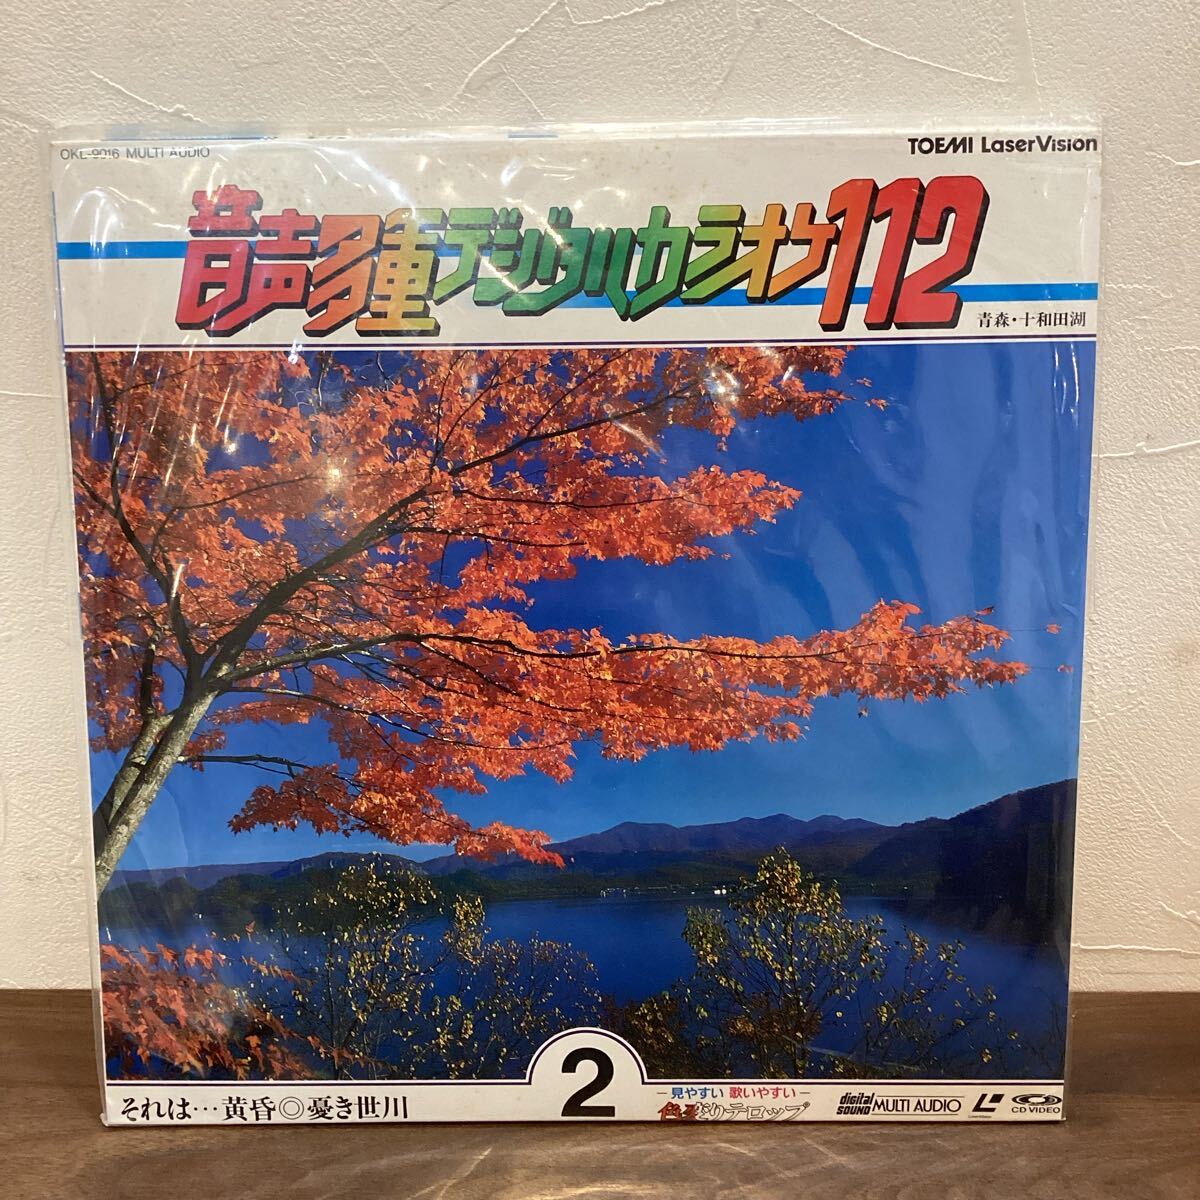 OKL-9016 MULTI AUDIO
TOEMI LaserVision
音声多重デジタルカラオケ112
青森・十和田湖
それは…黄昏◎憂き世川
2
－見やすい 歌いやすい－
色変りテロップ
digital SOUND MULTI AUDIO
LaserVision
CD VIDEO